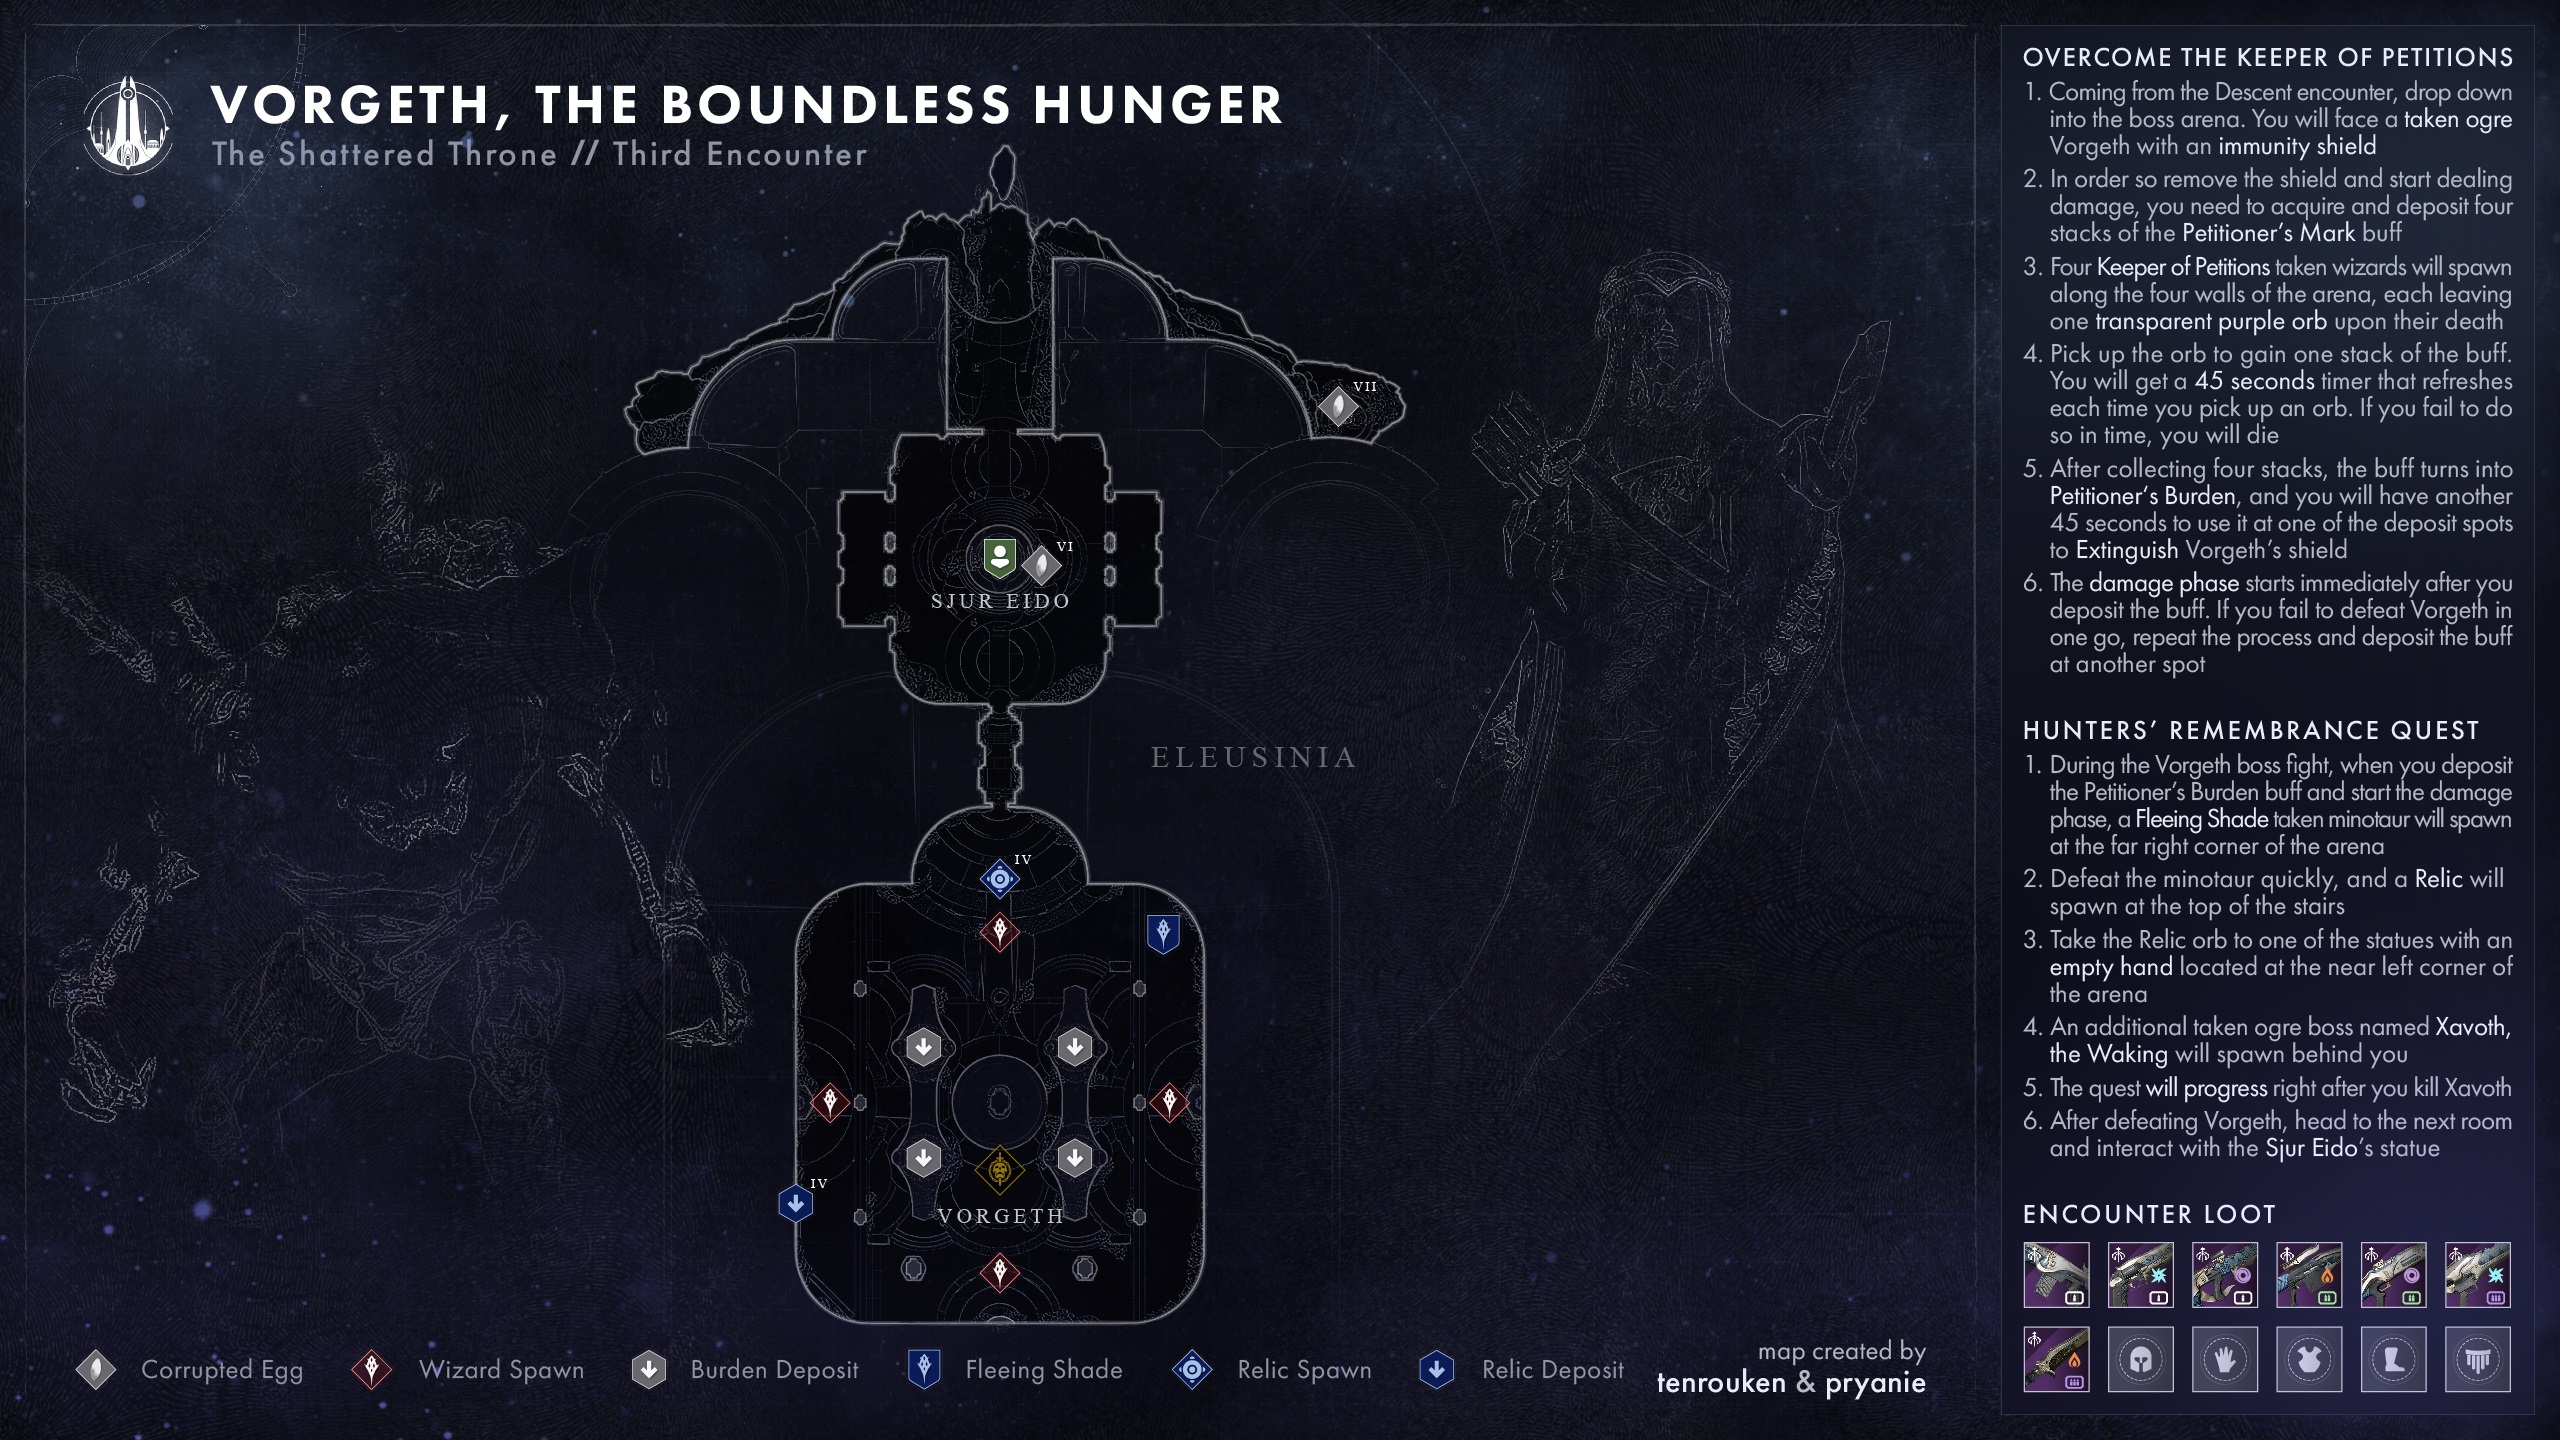 VORGETH, THE BOUNDLESS HUNGER
The Shattered Throne // Third Encounter
VII
VI
SJUR EIDO
ELEUSINIA
IV
IV
VORGETH
Corrupted Egg
Wizard Spawn
Burden Deposit
Fleeing Shade
Relic Spawn
Relic Deposit
map created by
tenrouken & pryanie
OVERCOME THE KEEPER OF PETITIONS
1. Coming from the Descent encounter, drop down
into the boss arena. You will face a taken ogre
Vorgeth with an immunity shield
2. In order so remove the shield and start dealing
damage, you need to acquire and deposit four
stacks of the Petitioner's Mark buff
3. Four Keeper of Petitions taken wizards will spawn
along the four walls of the arena, each leaving
one transparent purple orb upon their death
4. Pick up the orb to gain one stack of the buff.
You will get a 45 seconds timer that refreshes
each time you pick up an orb. If you fail to do
so in time, you will die
5. After collecting four stacks, the buff turns into
Petitioner's Burden, and you will have another
45 seconds to use it at one of the deposit spots
to Extinguish Vorgeth's shield
6. The damage phase starts immediately after you
deposit the buff. If you fail to defeat Vorgeth in
one go, repeat the process and deposit the buff
at another spot
HUNTERS' REMEMBRANCE QUEST
1. During the Vorgeth boss fight, when you deposit
the Petitioner's Burden buff and start the damage
phase, a Fleeing Shade taken minotaur will spawn
at the far right corner of the arena
2. Defeat the minotaur quickly, and a Relic will
spawn at the top of the stairs
3. Take the Relic orb to one of the statues with an
empty hand located at the near left corner of
the arena
4. An additional taken ogre boss named Xavoth,
the Waking will spawn behind you
5. The quest will progress right after you kill Xavoth
6. After defeating Vorgeth, head to the next room
and interact with the Sjur Eido's statue
ENCOUNTER LOOT